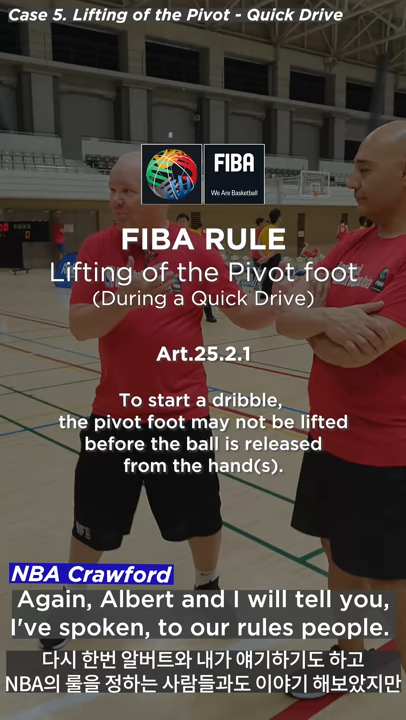 Case 5. Lifting of the Pivot - Quick Drive
FIBA
We Are Basketball
FIBA RULE
Lifting of the Pivot foot
(During a Quick Drive)
Art.25.2.1
To start a dribble,
the pivot foot may not be lifted
before the ball is released
from the hand(s).
NBA Crawford
Again, Albert and I will tell you,
I've spoken, to our rules people.
다시 한번 알버트와 내가 얘기하기도 하고
NBA의 룰을 정하는 사람들과도 이야기 해보았지만